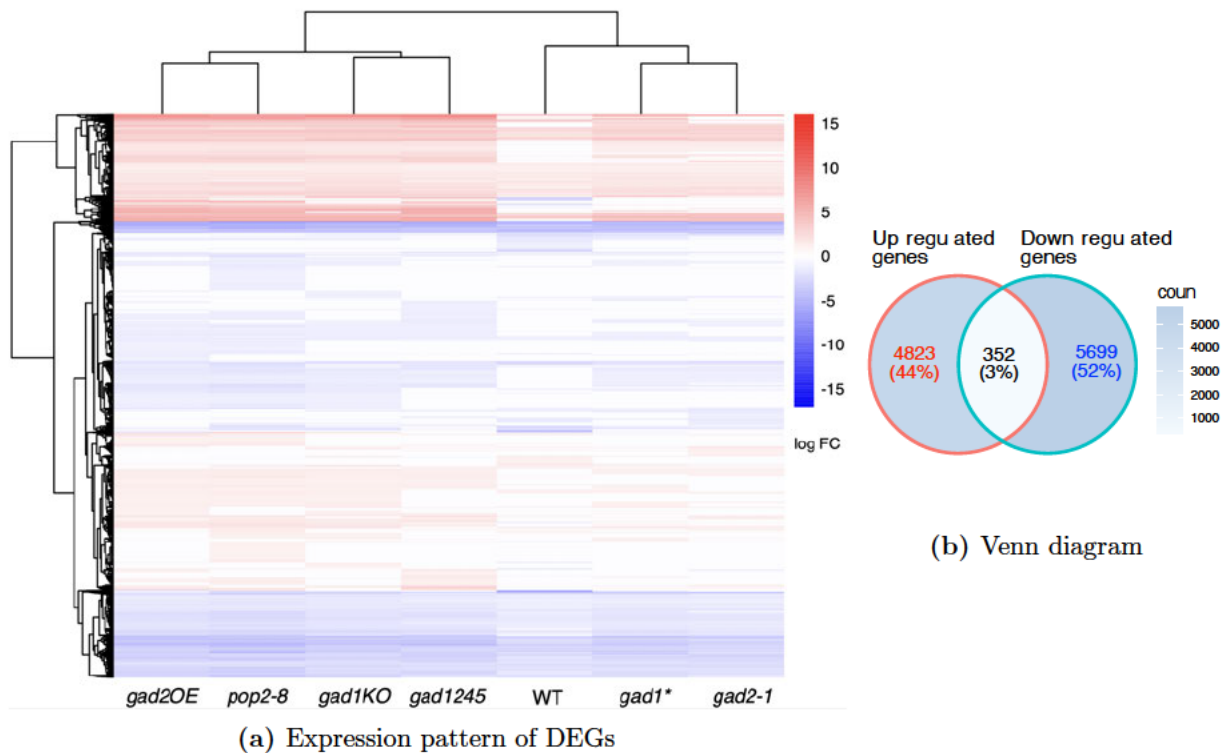 15
10
5
0
-5
-10
-15
log FC
gad2OE pop2-8 gad1KO gad1245 WT gad1* gad2-1
(a) Expression pattern of DEGs
Up regu ated
genes
Down regu ated
genes
4823
(44%)
352
(3%)
5699
(52%)
coun
5000
4000
3000
2000
1000
(b) Venn diagram